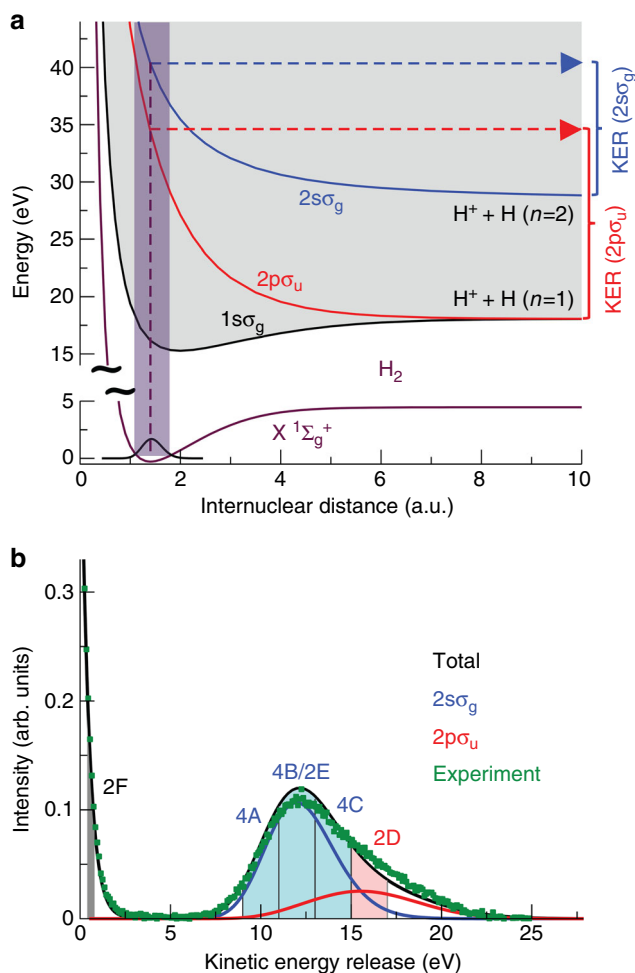 a
40
35
30
25
20
15
5
0
Energy (eV)
2sσg
2pσu
1sσg
H⁺ + H (n=2)
H⁺ + H (n=1)
H₂
X ¹Σg⁺
KER (2sσg)
KER (2pσu)
0 2 4 6 8 10
Internuclear distance (a.u.)
b
0.3
0.2
0.1
0
Intensity (arb. units)
2F
4A
4B/2E
4C
2D
Total
2sσg
2pσu
Experiment
0 5 10 15 20 25
Kinetic energy release (eV)